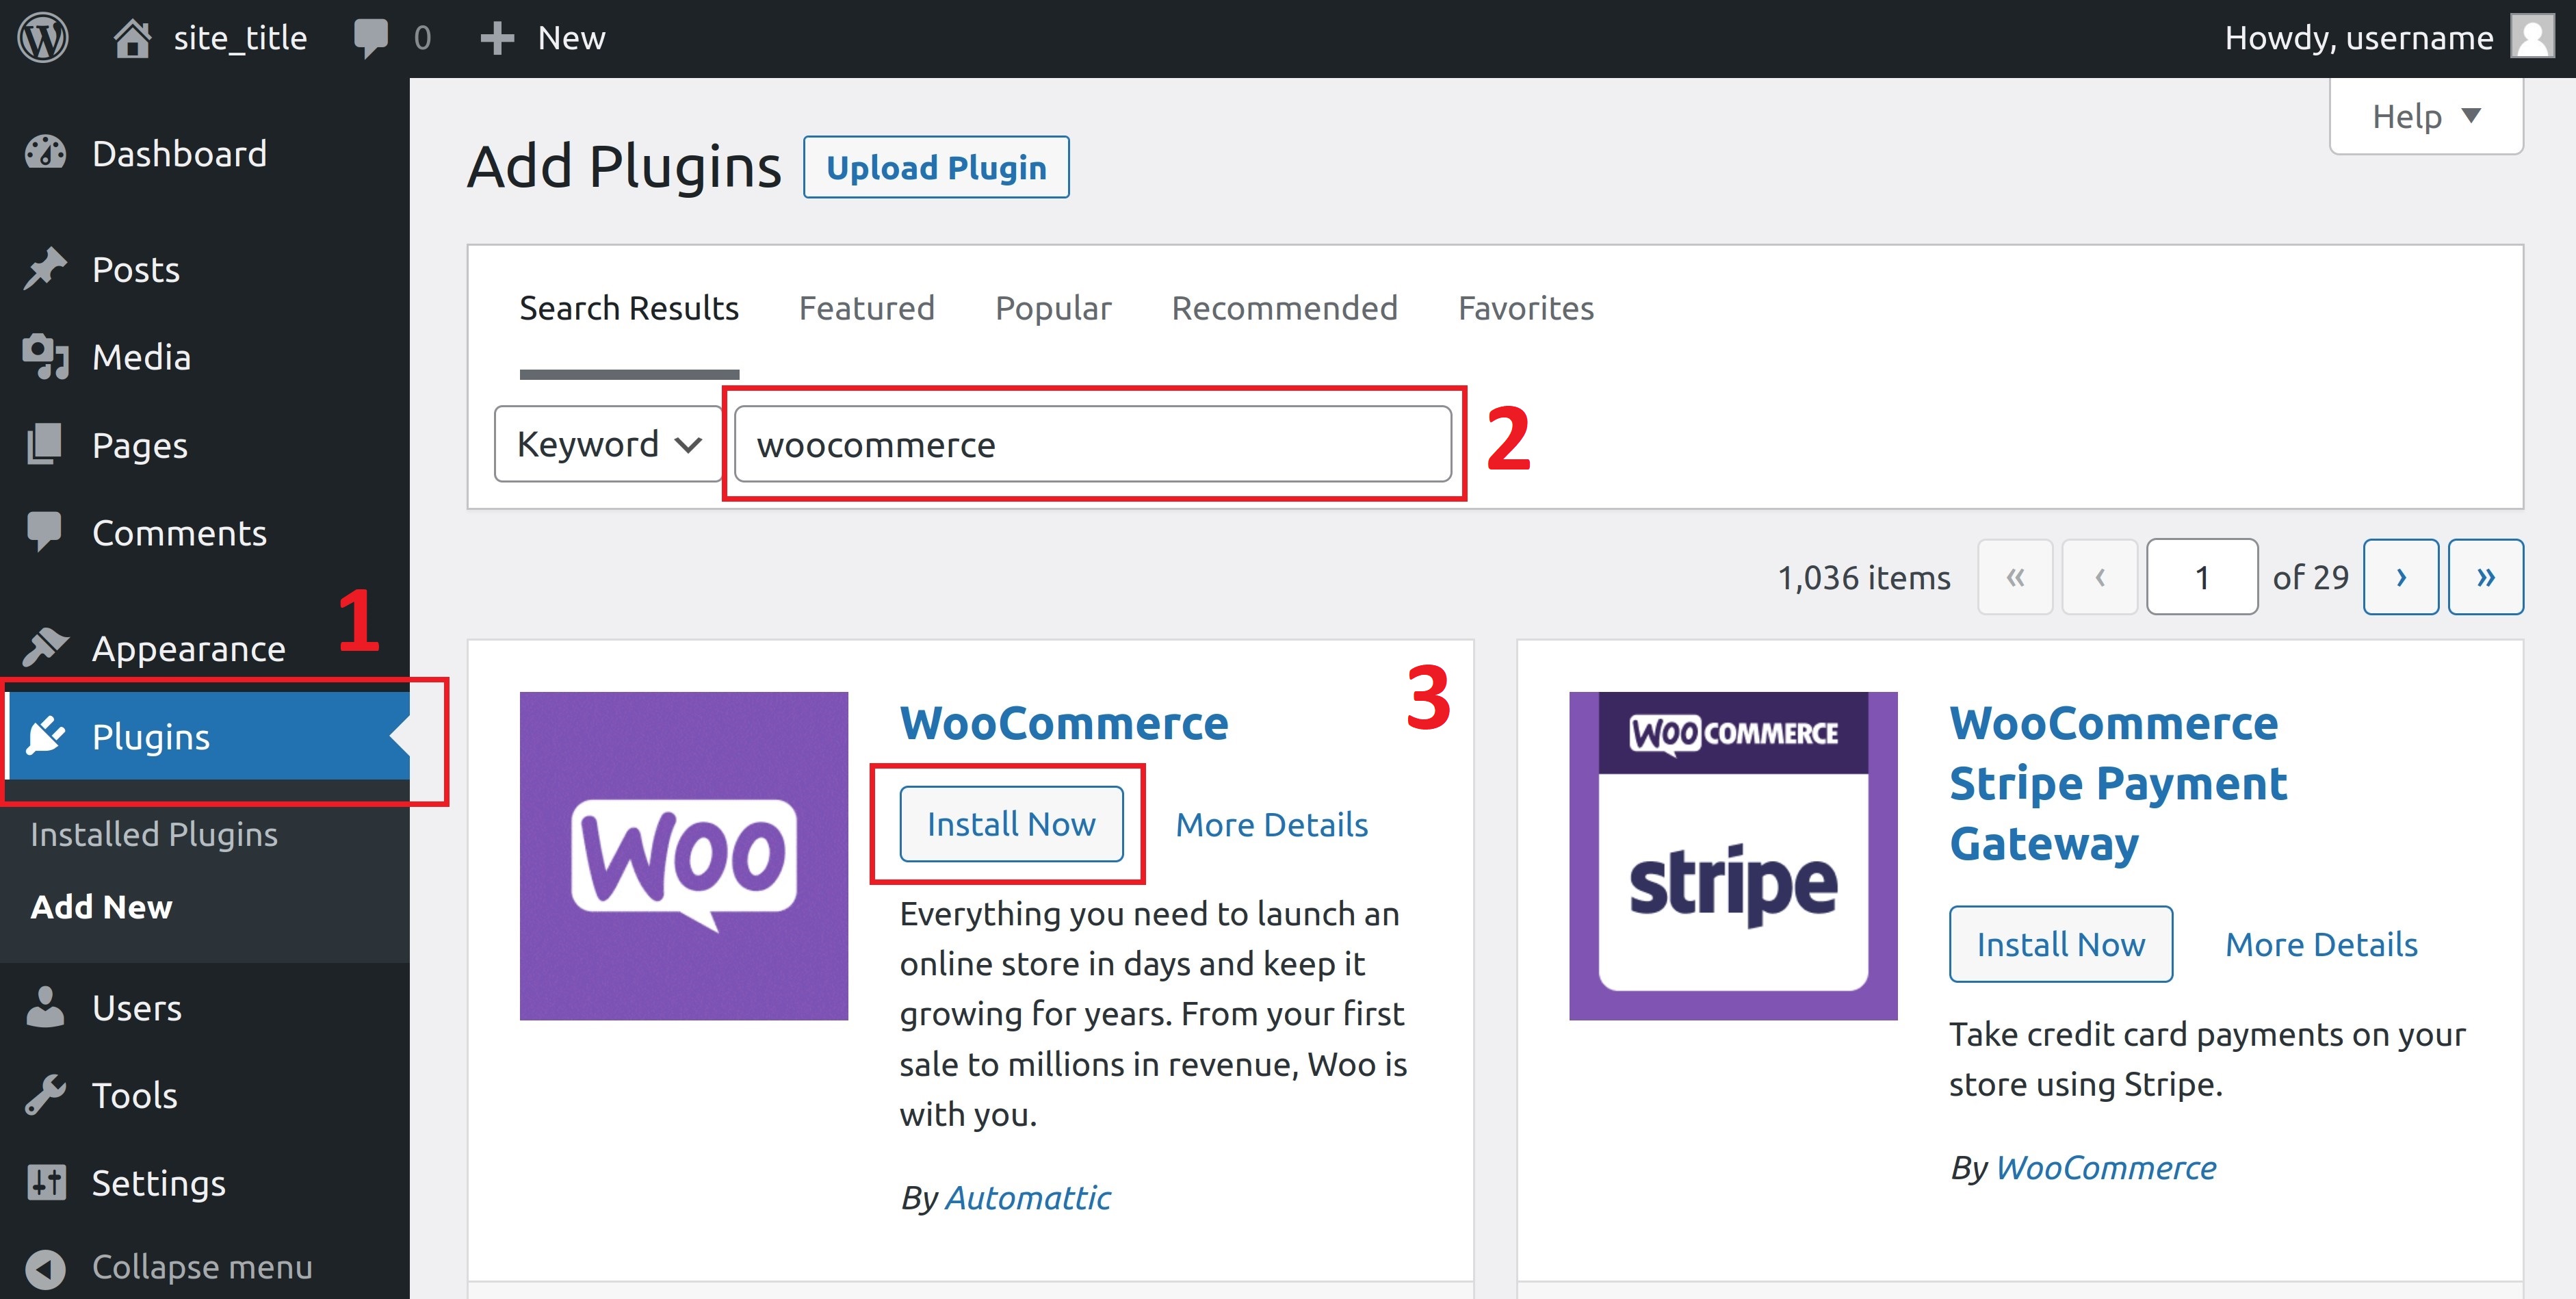 site_title
0
New
Howdy, username
Dashboard
Posts
Media
Pages
Comments
Appearance
1
Plugins
Installed Plugins
Add New
Users
Tools
Settings
Collapse menu
Help
Add Plugins
Upload Plugin
Search Results
Featured
Popular
Recommended
Favorites
Keyword
woocommerce
2
1,036 items
«
‹
1
of 29
›
»
3
WOO
WooCommerce
Install Now
More Details
Everything you need to launch an
online store in days and keep it
growing for years. From your first
sale to millions in revenue, Woo is
with you.
By Automattic
WOOCOMMERCE
stripe
WooCommerce
Stripe Payment
Gateway
Install Now
More Details
Take credit card payments on your
store using Stripe.
By WooCommerce